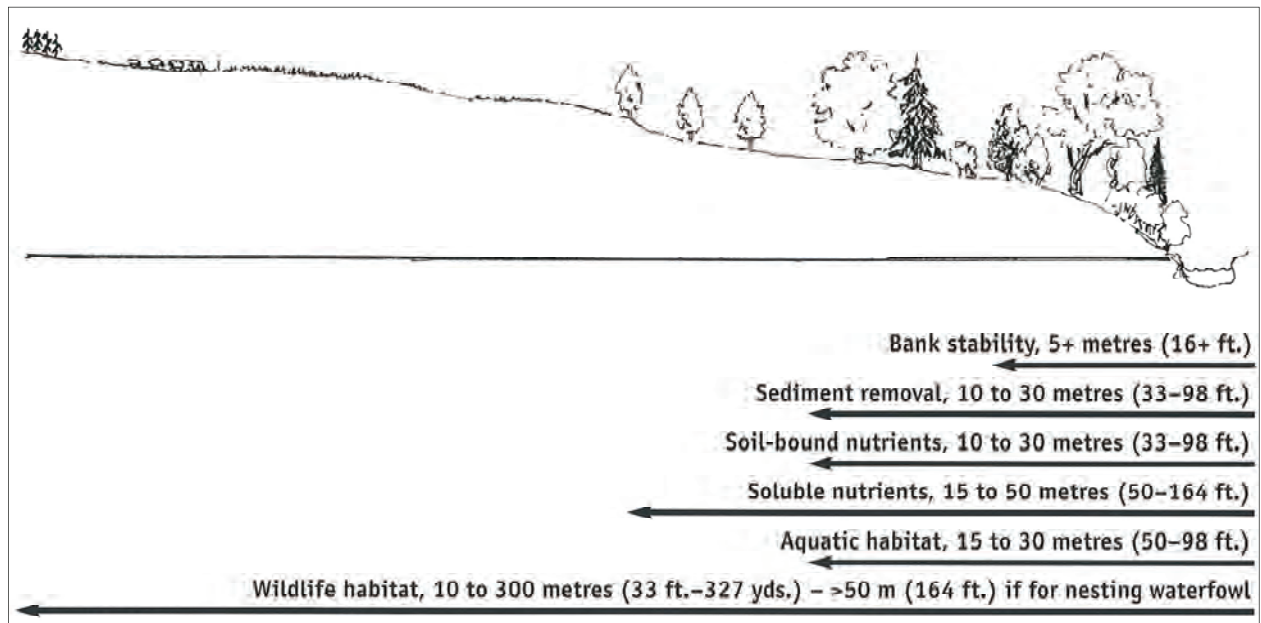 Bank stability, 5+ metres (16+ ft.)
Sediment removal, 10 to 30 metres (33–98 ft.)
Soil-bound nutrients, 10 to 30 metres (33–98 ft.)
Soluble nutrients, 15 to 50 metres (50–164 ft.)
Aquatic habitat, 15 to 30 metres (50–98 ft.)
Wildlife habitat, 10 to 300 metres (33 ft.–327 yds.) – >50 m (164 ft.) if for nesting waterfowl